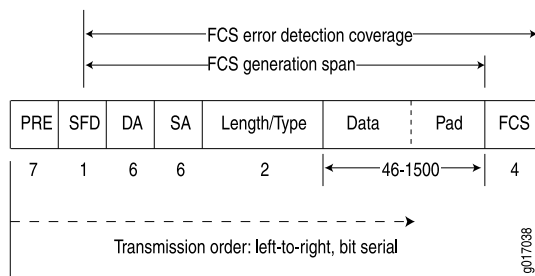 FCS error detection coverage
FCS generation span
PRE SFD DA SA Length/Type Data Pad FCS
7 1 6 6 2 46-1500 4
Transmission order: left-to-right, bit serial
g017038